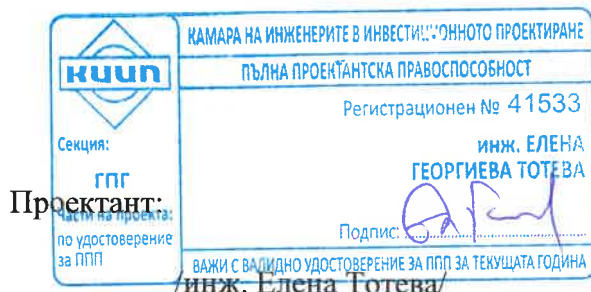 КАМАРА НА ИНЖЕНЕРИТЕ В ИНВЕСТИЦИОННОТО ПРОЕКТИРАНЕ
КИИП
ПЪЛНА ПРОЕКТАНТСКА ПРАВОСПОСОБНОСТ
Регистрационен № 41533
Секция:
инж. ЕЛЕНА
ГЕОРГИЕВА ТОТЕВА
ГПГ
Проектант:
Части на проекта:
по удостоверение
за ППП
Подпис:
ВАЖИ С ВАЛИДНО УДОСТОВЕРЕНИЕ ЗА ППП ЗА ТЕКУЩАТА ГОДИНА
/инж. Елена Тотева/